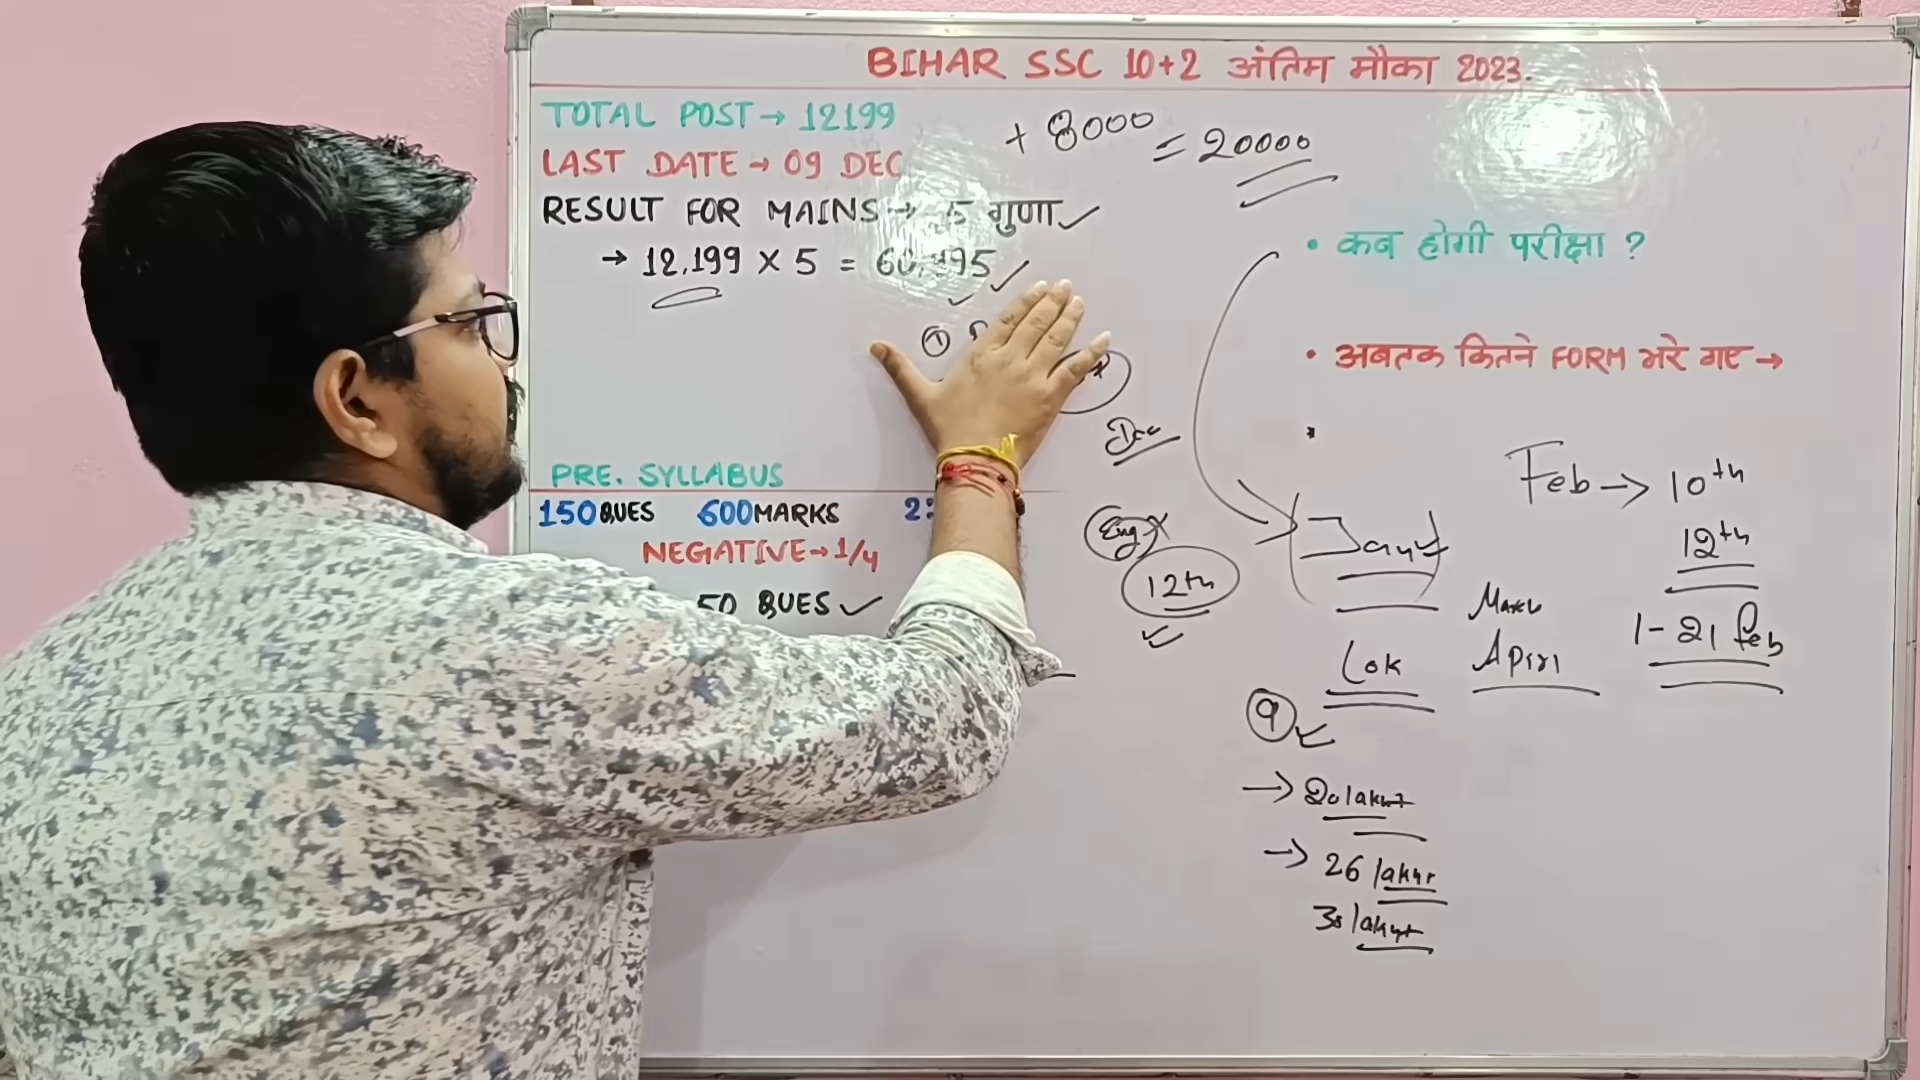 BIHAR SSC 10+2 अंतिम मौका 2023.
TOTAL POST → 12199
+ 8000 = 20000
LAST DATE → 09 DEC
RESULT FOR MAINS → 5 गुणा ✓
→ 12,199 × 5 = 60,995 ✓
①
Dec
PRE. SYLLABUS
150 QUES 600 MARKS
NEGATIVE → 1/4
50 QUES ✓
Eng
12th
• कब होगी परीक्षा ?
• अबतक कितने FORM भरे गए →
•
Feb → 10th
12th
1 - 21 feb
Lok
March
April
9
→ 20 lakh
→ 26 lakh
30 lakh